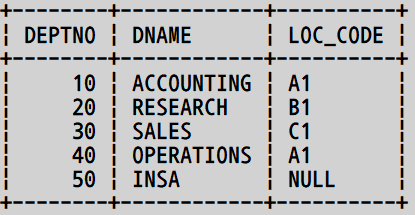 DEPTNO DNAME LOC_CODE
10 ACCOUNTING A1
20 RESEARCH B1
30 SALES C1
40 OPERATIONS A1
50 INSA NULL